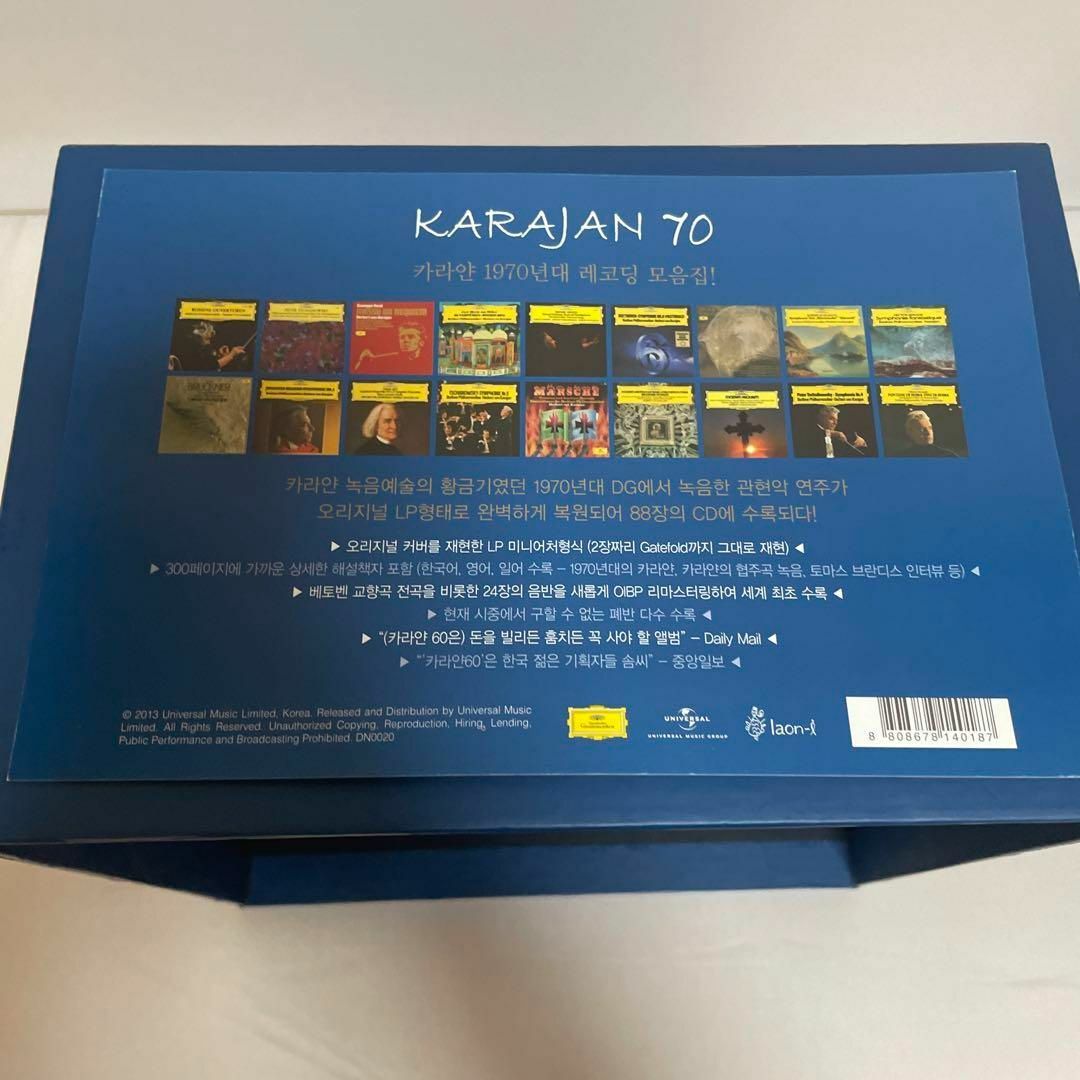 KARAJAN 70
카라얀 1970년대 레코딩 모음집!
BRUCKNER
MÄRSCHE
카라얀 녹음예술의 황금기였던 1970년대 DG에서 녹음한 관현악 연주가
오리지널 LP형태로 완벽하게 복원되어 88장의 CD에 수록되다!
▶ 오리지널 커버를 재현한 LP 미니어처형식 (2장짜리 Gatefold까지 그대로 재현) ◀
▶ 300페이지에 가까운 상세한 해설책자 포함 (한국어, 영어, 일어 수록 – 1970년대의 카라얀, 카라얀의 협주곡 녹음, 토마스 브란디스 인터뷰 등) ◀
▶ 베토벤 교향곡 전곡을 비롯한 24장의 음반을 새롭게 OIBP 리마스터링하여 세계 최초 수록 ◀
▶ 현재 시중에서 구할 수 없는 폐반 다수 수록 ◀
▶ “(카라얀 60은) 돈을 빌리든 훔치든 꼭 사야 할 앨범” – Daily Mail ◀
▶ “'카라얀60'은 한국 젊은 기획자들 솜씨” – 중앙일보 ◀
© 2013 Universal Music Limited, Korea. Released and Distribution by Universal Music
Limited. All Rights Reserved. Unauthorized Copying, Reproduction, Hiring, Lending,
Public Performance and Broadcasting Prohibited. DN0020
Deutsche Grammophon
UNIVERSAL
UNIVERSAL MUSIC GROUP
laon-l
8 808678 140187